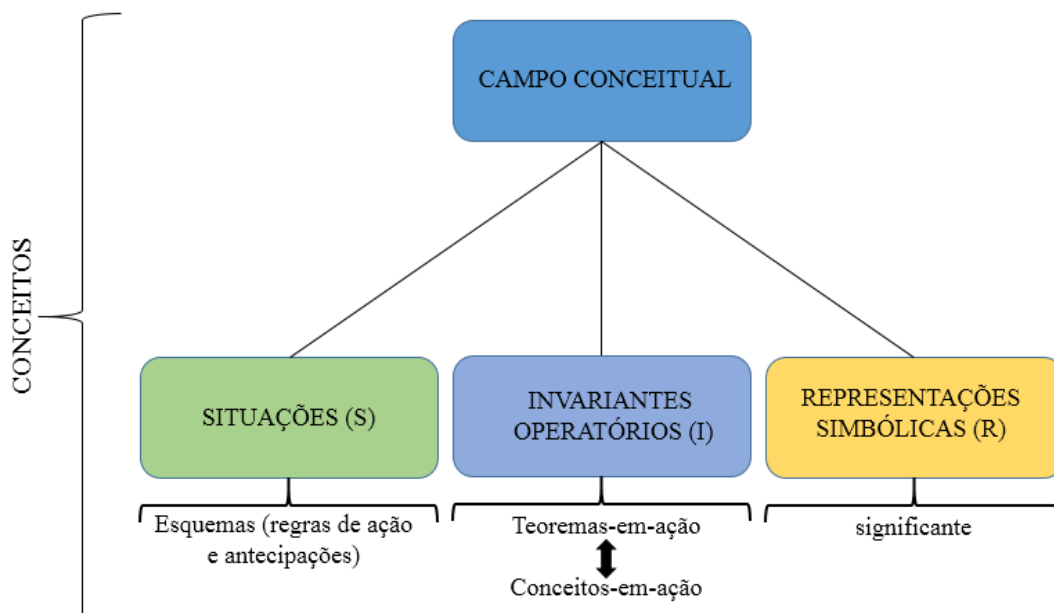 CONCEITOS
CAMPO CONCEITUAL
SITUAÇÕES (S)
INVARIANTES
OPERATÓRIOS (I)
REPRESENTAÇÕES
SIMBÓLICAS (R)
Esquemas (regras de ação
e antecipações)
Teoremas-em-ação
Conceitos-em-ação
significante